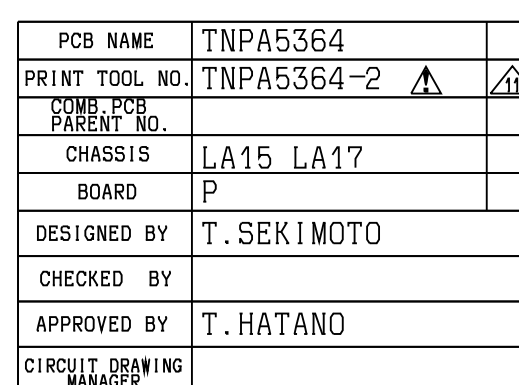 PCB NAME TNPA5364
PRINT TOOL NO. TNPA5364-2 11
COMB.PCB
PARENT NO.
CHASSIS LA15 LA17
BOARD P
DESIGNED BY T.SEKIMOTO
CHECKED BY
APPROVED BY T.HATANO
CIRCUIT DRAWING
MANAGER